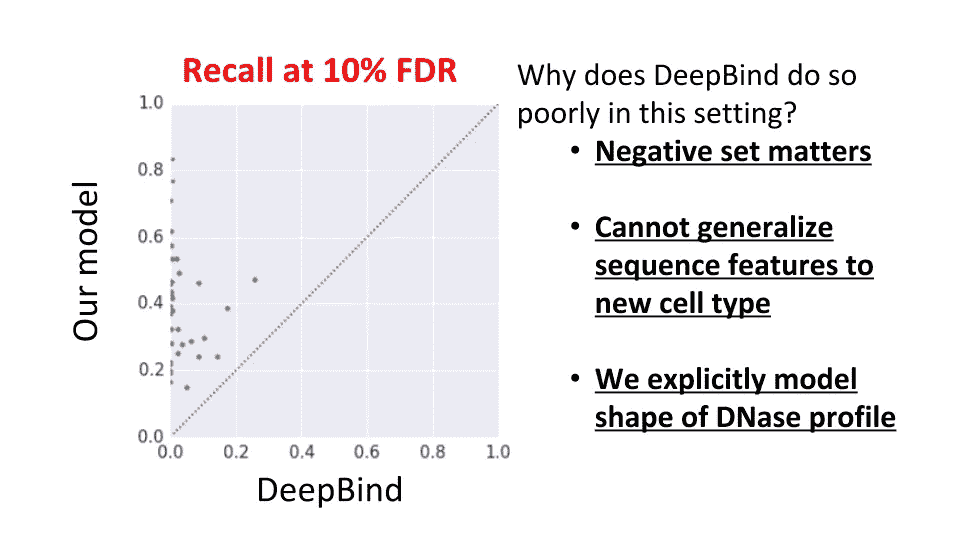 Recall at 10% FDR
1.0
0.8
0.6
0.4
0.2
0.0
0.0 0.2 0.4 0.6 0.8 1.0
Our model
DeepBind
Why does DeepBind do so
poorly in this setting?
• Negative set matters
• Cannot generalize
sequence features to
new cell type
• We explicitly model
shape of DNase profile